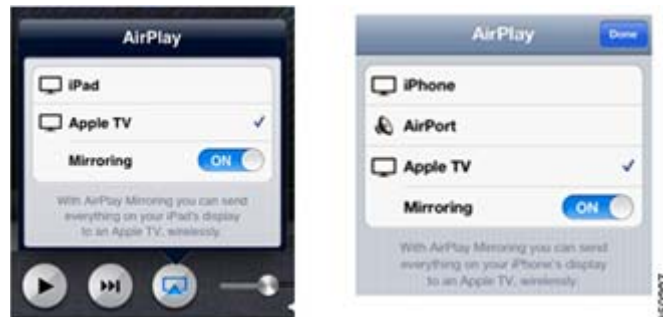 AirPlay
iPad
Apple TV
Mirroring ON
With AirPlay Mirroring you can send
everything on your iPad's display
to an Apple TV, wirelessly.
AirPlay Done
iPhone
AirPort
Apple TV
Mirroring ON
With AirPlay Mirroring you can send
everything on your iPhone's display
to an Apple TV, wirelessly.